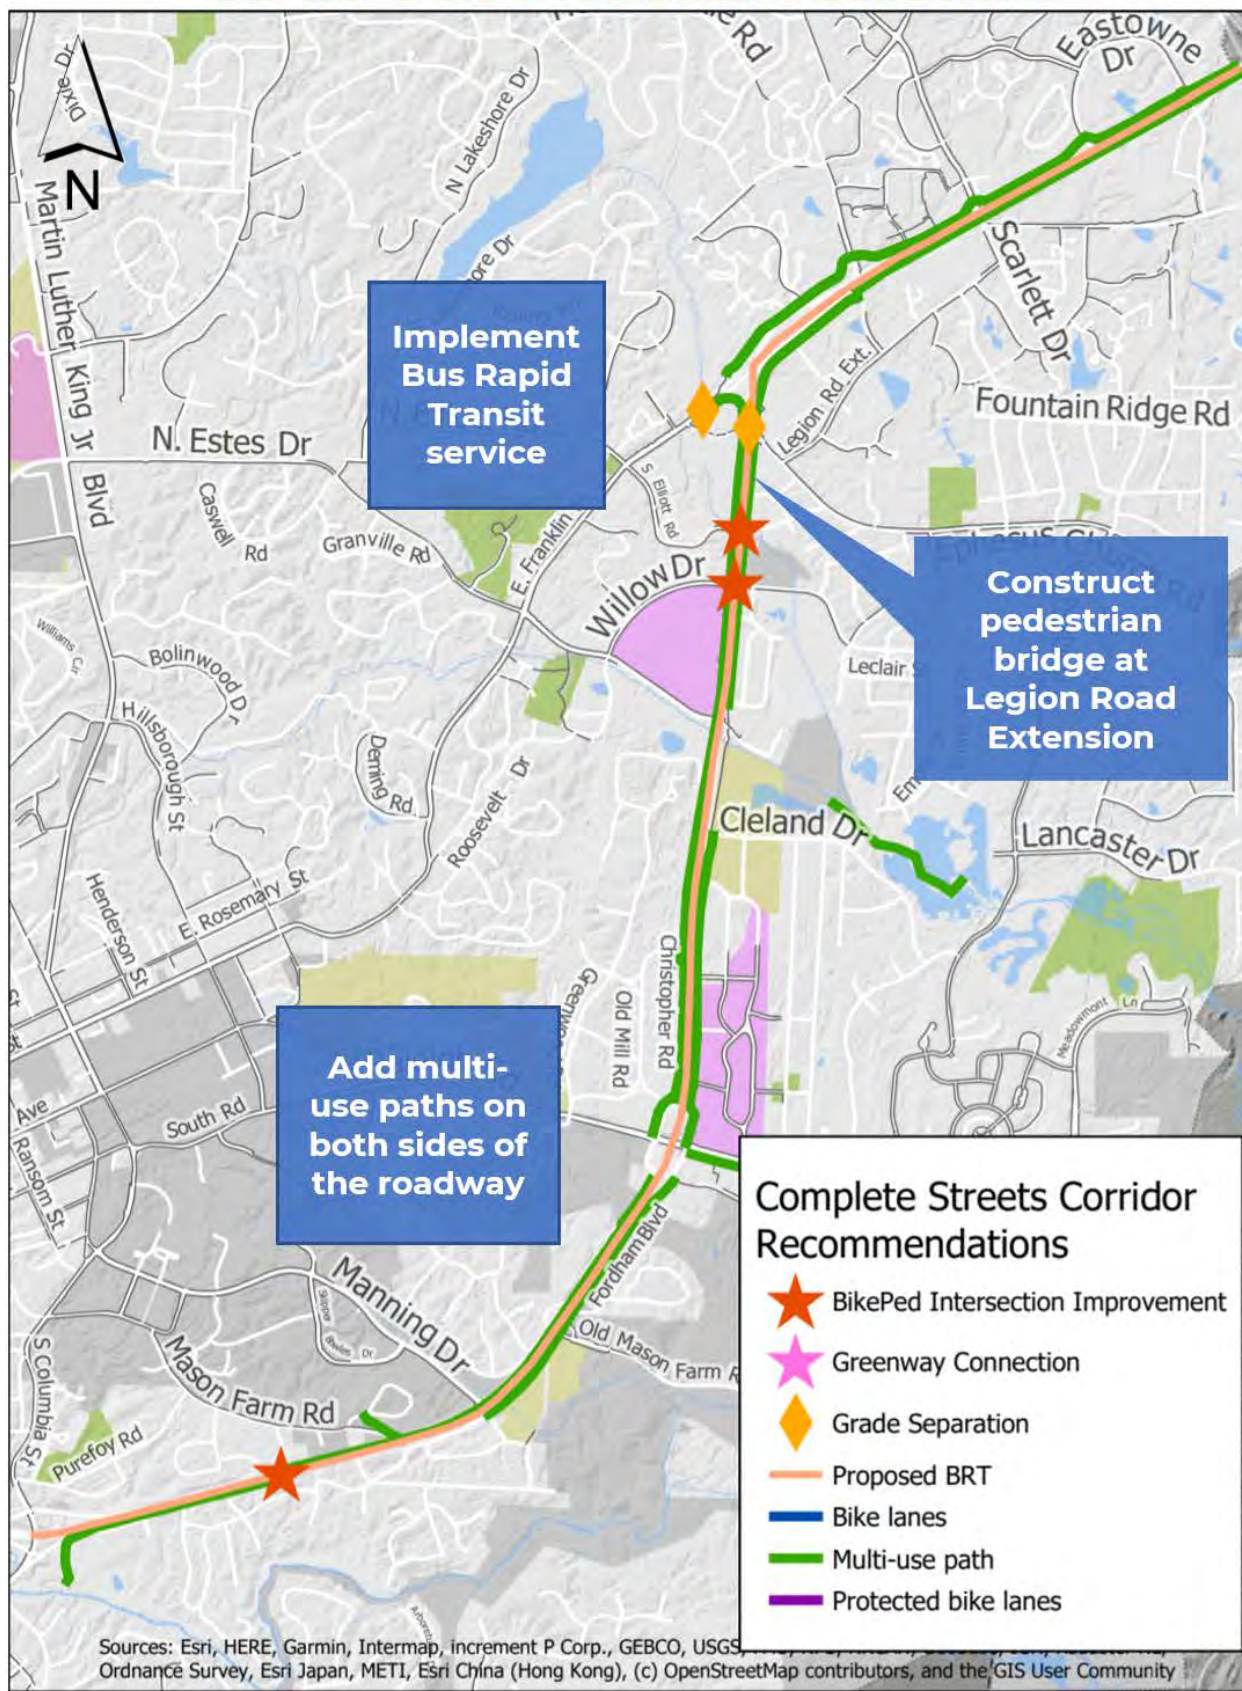 Eastowne
Dr
Rd
Dixie Dr
N
N Lakeshore Dr
Martin Luther King Jr Blvd
Scarlett Dr
Implement
Bus Rapid
Transit
service
Legion Rd Ext.
Fountain Ridge Rd
N. Estes Dr
S Elliott Rd
Caswell
Rd
Granville Rd
E. Franklin
Willow Dr
Construct
pedestrian
bridge at
Legion Road
Extension
Williams Cir
Bolinwood Dr
Leclair
Hillsborough St
Deming
Rd
Roosevelt Dr
Cleland Dr
Lancaster Dr
Henderson St
E. Rosemary St
Christopher Rd
Old Mill Rd
Meadowmont Ln
Add multi-
use paths on
both sides of
the roadway
Ave
South Rd
Ransom St
Fordham Blvd
Manning Dr
Skipper Bowles Dr
Old Mason Farm R
Mason Farm Rd
S Columbia St
Purefoy Rd
Complete Streets Corridor
Recommendations
BikePed Intersection Improvement
Greenway Connection
Grade Separation
Proposed BRT
Bike lanes
Multi-use path
Protected bike lanes
Sources: Esri, HERE, Garmin, Intermap, increment P Corp., GEBCO, USGS,
Ordnance Survey, Esri Japan, METI, Esri China (Hong Kong), (c) OpenStreetMap contributors, and the GIS User Community